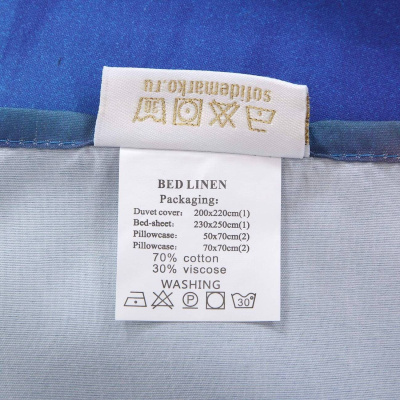 sofidemarko.ru
30
BED LINEN
Packaging:
Duvet cover: 200x220cm(1)
Bed-sheet: 230x250cm(1)
Pillowcase: 50x70cm(2)
Pillowcase: 70x70cm(2)
70% cotton
30% viscose
WASHING
P 30°